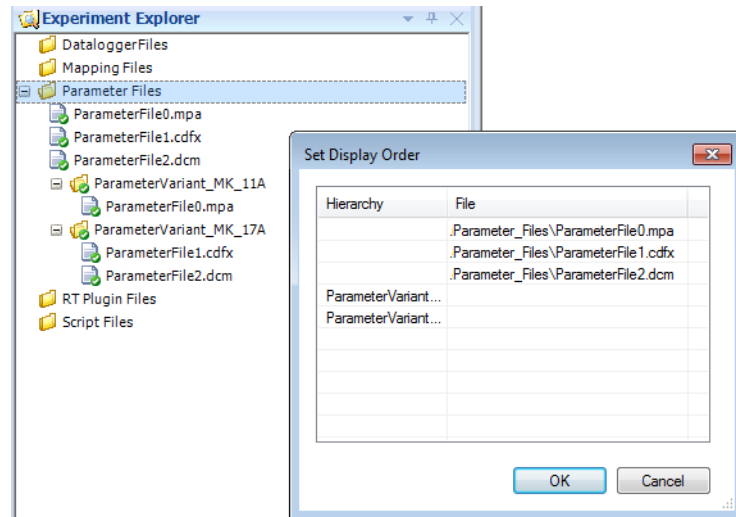 Experiment Explorer
DataloggerFiles
Mapping Files
Parameter Files
ParameterFile0.mpa
ParameterFile1.cdfx
ParameterFile2.dcm
ParameterVariant_MK_11A
ParameterFile0.mpa
ParameterVariant_MK_17A
ParameterFile1.cdfx
ParameterFile2.dcm
RT Plugin Files
Script Files
Set Display Order
Hierarchy File
.Parameter_Files\ParameterFile0.mpa
.Parameter_Files\ParameterFile1.cdfx
.Parameter_Files\ParameterFile2.dcm
ParameterVariant...
ParameterVariant...
OK Cancel